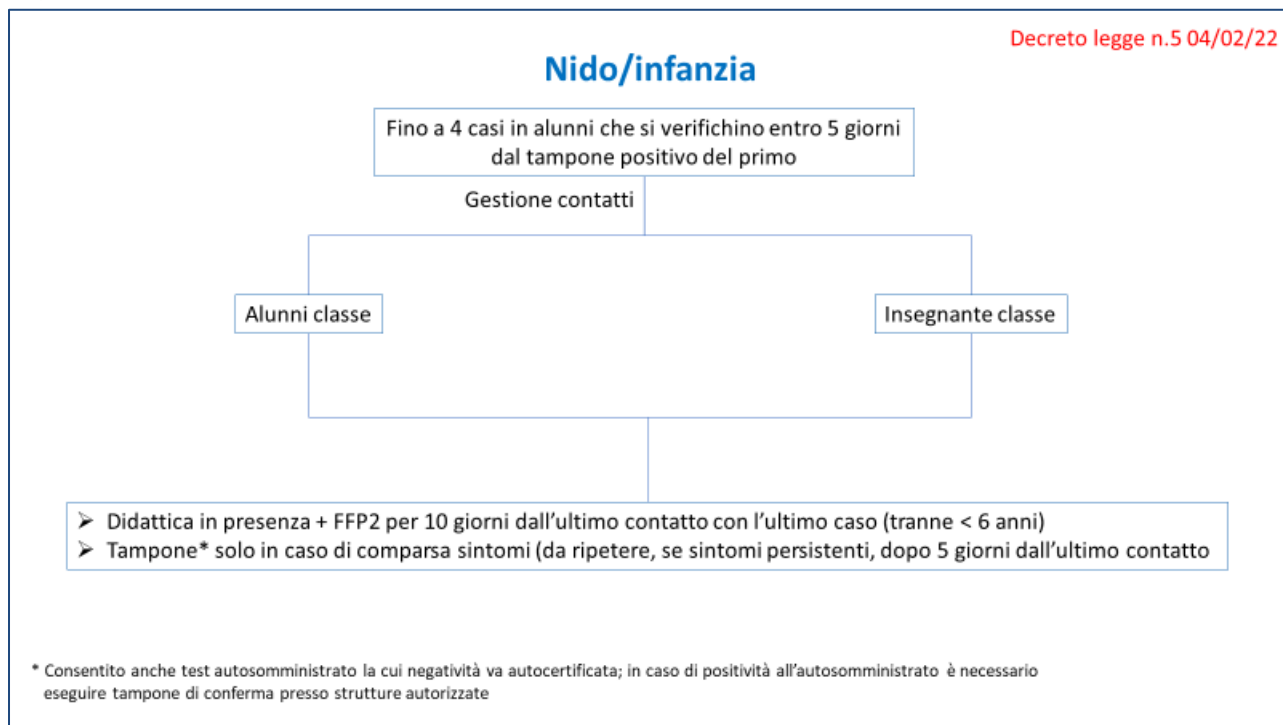 Decreto legge n.5 04/02/22
Nido/infanzia
Fino a 4 casi in alunni che si verifichino entro 5 giorni
dal tampone positivo del primo
Gestione contatti
Alunni classe
Insegnante classe
➢ Didattica in presenza + FFP2 per 10 giorni dall'ultimo contatto con l'ultimo caso (tranne < 6 anni)
➢ Tampone* solo in caso di comparsa sintomi (da ripetere, se sintomi persistenti, dopo 5 giorni dall'ultimo contatto
* Consentito anche test autosomministrato la cui negatività va autocertificata; in caso di positività all'autosomministrato è necessario
eseguire tampone di conferma presso strutture autorizzate